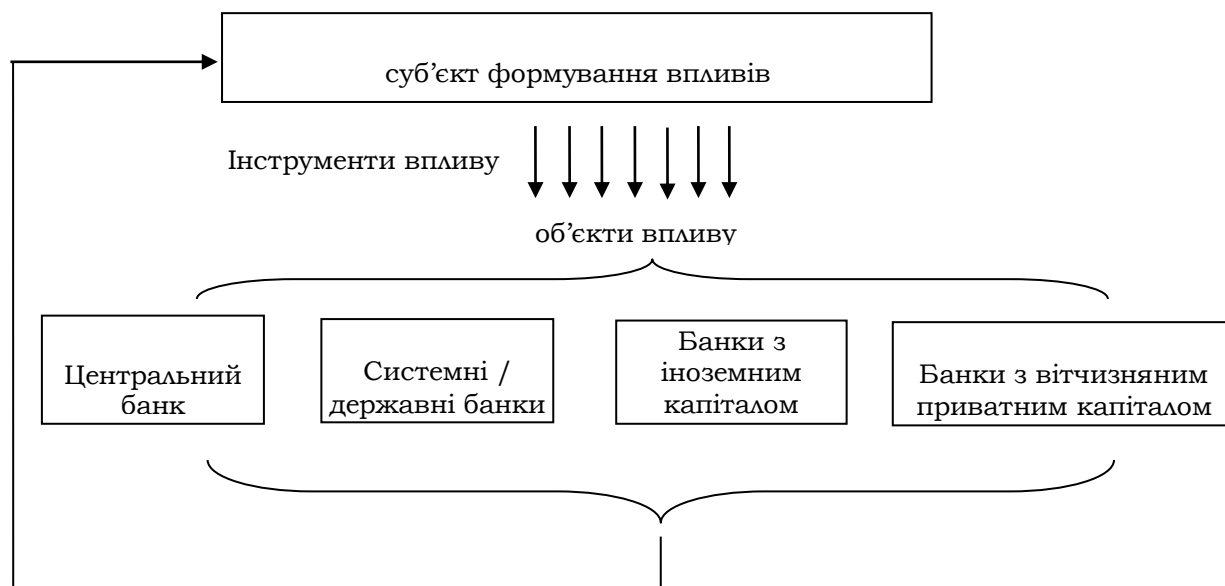 суб’єкт формування впливів
Інструменти впливу
об’єкти впливу
Центральний
банк
Системні /
державні банки
Банки з
іноземним
капіталом
Банки з вітчизняним
приватним капіталом